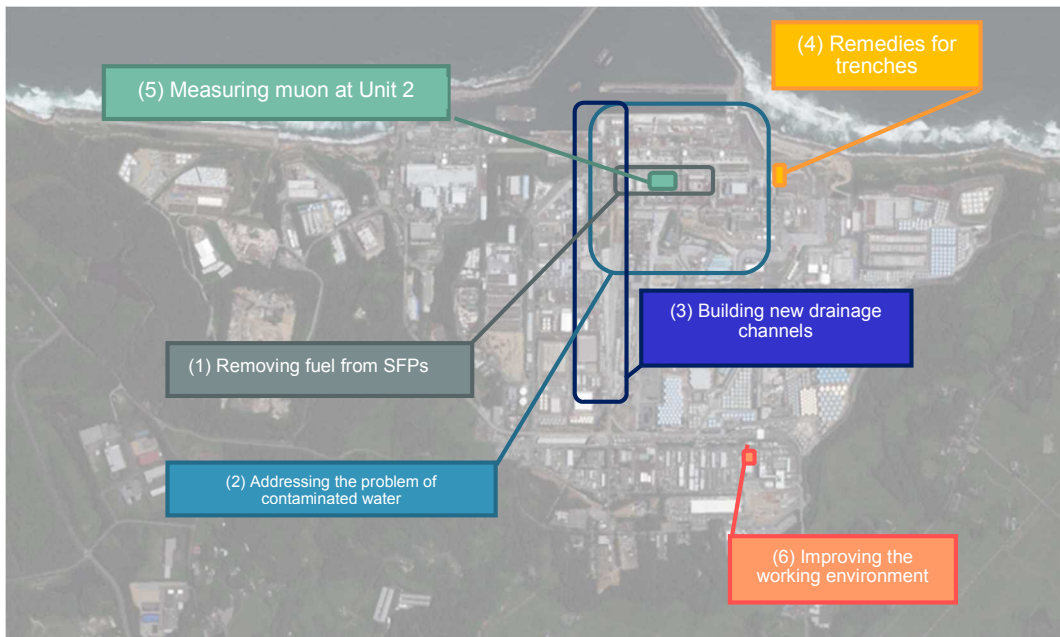 (4) Remedies for
trenches
(5) Measuring muon at Unit 2
(3) Building new drainage
channels
(1) Removing fuel from SFPs
(2) Addressing the problem of
contaminated water
(6) Improving the
working environment